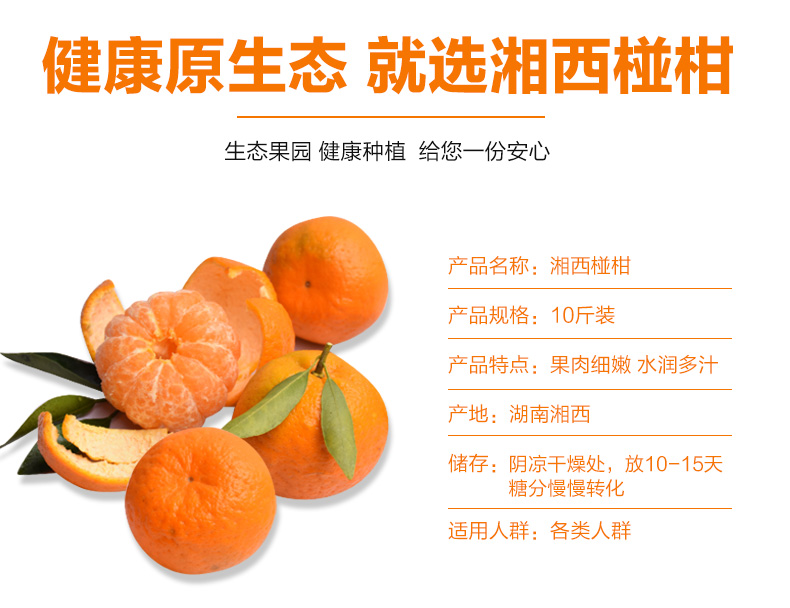 健康原生态 就选湘西椪柑
生态果园 健康种植 给您一份安心
产品名称：湘西椪柑
产品规格：10斤装
产品特点：果肉细嫩 水润多汁
产地：湖南湘西
储存：阴凉干燥处，放10-15天
糖分慢慢转化
适用人群：各类人群